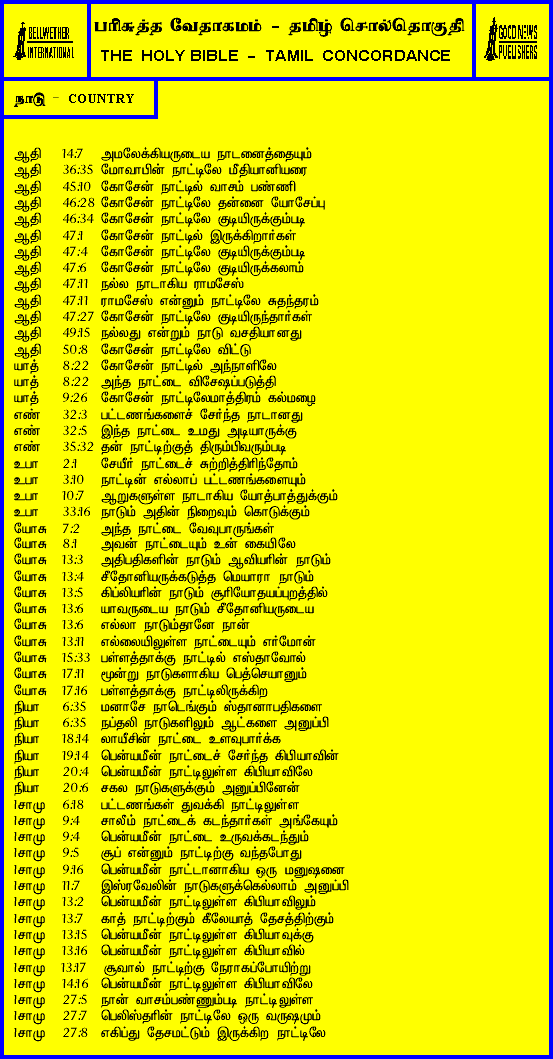 BELLWETHER
INTERNATIONAL
பரிசுத்த வேதாகமம் - தமிழ் சொல்தொகுதி
THE HOLY BIBLE - TAMIL CONCORDANCE
GOOD NEWS
PUBLISHERS
நாடு - COUNTRY
ஆதி 14:7 அமலேக்கியருடைய நாடனைத்தையும்
ஆதி 36:35 மோவாபின் நாட்டிலே மீதியானியரை
ஆதி 45:10 கோசேன் நாட்டில் வாசம் பண்ணி
ஆதி 46:28 கோசேன் நாட்டிலே தன்னை யோசேப்பு
ஆதி 46:34 கோசேன் நாட்டிலே குடியிருக்கும்படி
ஆதி 47:1 கோசேன் நாட்டில் இருக்கிறார்கள்
ஆதி 47:4 கோசேன் நாட்டிலே குடியிருக்கும்படி
ஆதி 47:6 கோசேன் நாட்டிலே குடியிருக்கலாம்
ஆதி 47:11 நல்ல நாடாகிய ராமசேஸ்
ஆதி 47:11 ராமசேஸ் என்னும் நாட்டிலே சுதந்தரம்
ஆதி 47:27 கோசேன் நாட்டிலே குடியிருந்தார்கள்
ஆதி 49:15 நல்லது என்றும் நாடு வசதியானது
ஆதி 50:8 கோசேன் நாட்டிலே விட்டு
யாத் 8:22 கோசேன் நாட்டில் அந்நாளிலே
யாத் 8:22 அந்த நாட்டை விசேஷப்படுத்தி
யாத் 9:26 கோசேன் நாட்டிலேமாத்திரம் கல்மழை
எண் 32:3 பட்டணங்களைச் சேர்ந்த நாடானது
எண் 32:5 இந்த நாட்டை உமது அடியாருக்கு
எண் 35:32 தன் நாட்டிற்குத் திரும்பிவரும்படி
உபா 2:1 சேயீர் நாட்டைச் சுற்றித்திரிந்தோம்
உபா 3:10 நாட்டின் எல்லாப் பட்டணங்களையும்
உபா 10:7 ஆறுகளுள்ள நாடாகிய யோத்பாத்துக்கும்
உபா 33:16 நாடும் அதின் நிறைவும் கொடுக்கும்
யோசு 7:2 அந்த நாட்டை வேவுபாருங்கள்
யோசு 8:1 அவன் நாட்டையும் உன் கையிலே
யோசு 13:3 அதிபதிகளின் நாடும் ஆவியரின் நாடும்
யோசு 13:4 சீதோனியருக்கடுத்த மெயாரா நாடும்
யோசு 13:5 கிப்லியரின் நாடும் சூரியோதயப்புறத்தில்
யோசு 13:6 யாவருடைய நாடும் சீதோனியருடைய
யோசு 13:6 எல்லா நாடும்தானே நான்
யோசு 13:11 எல்லையிலுள்ள நாட்டையும் எர்மோன்
யோசு 15:33 பள்ளத்தாக்கு நாட்டில் எஸ்தாவோல்
யோசு 17:11 மூன்று நாடுகளாகிய பெத்செயானும்
யோசு 17:16 பள்ளத்தாக்கு நாட்டிலிருக்கிற
நியா 6:35 மனாசே நாடெங்கும் ஸ்தானாபதிகளை
நியா 6:35 நப்தலி நாடுகளிலும் ஆட்களை அனுப்பி
நியா 18:14 லாயீசின் நாட்டை உளவுபார்க்க
நியா 19:14 பென்யமீன் நாட்டைச் சேர்ந்த கிபியாவின்
நியா 20:4 பென்யமீன் நாட்டிலுள்ள கிபியாவிலே
நியா 20:6 சகல நாடுகளுக்கும் அனுப்பினேன்
1சாமு 6:18 பட்டணங்கள் துவக்கி நாட்டிலுள்ள
1சாமு 9:4 சாலீம் நாட்டைக் கடந்தார்கள் அங்கேயும்
1சாமு 9:4 பென்யமீன் நாட்டை உருவக்கடந்தும்
1சாமு 9:5 சூப் என்னும் நாட்டிற்கு வந்தபோது
1சாமு 9:16 பென்யமீன் நாட்டானாகிய ஒரு மனுஷனை
1சாமு 11:7 இஸ்ரவேலின் நாடுகளுக்கெல்லாம் அனுப்பி
1சாமு 13:2 பென்யமீன் நாட்டிலுள்ள கிபியாவிலும்
1சாமு 13:7 காத் நாட்டிற்கும் கீலேயாத் தேசத்திற்கும்
1சாமு 13:15 பென்யமீன் நாட்டிலுள்ள கிபியாவுக்கு
1சாமு 13:16 பென்யமீன் நாட்டிலுள்ள கிபியாவில்
1சாமு 13:17 சூவால் நாட்டிற்கு நேராகப்போயிற்று
1சாமு 14:16 பென்யமீன் நாட்டிலுள்ள கிபியாவிலே
1சாமு 27:5 நான் வாசம்பண்ணும்படி நாட்டிலுள்ள
1சாமு 27:7 பெலிஸ்தரின் நாட்டிலே ஒரு வருஷமும்
1சாமு 27:8 எகிப்து தேசமட்டும் இருக்கிற நாட்டிலே